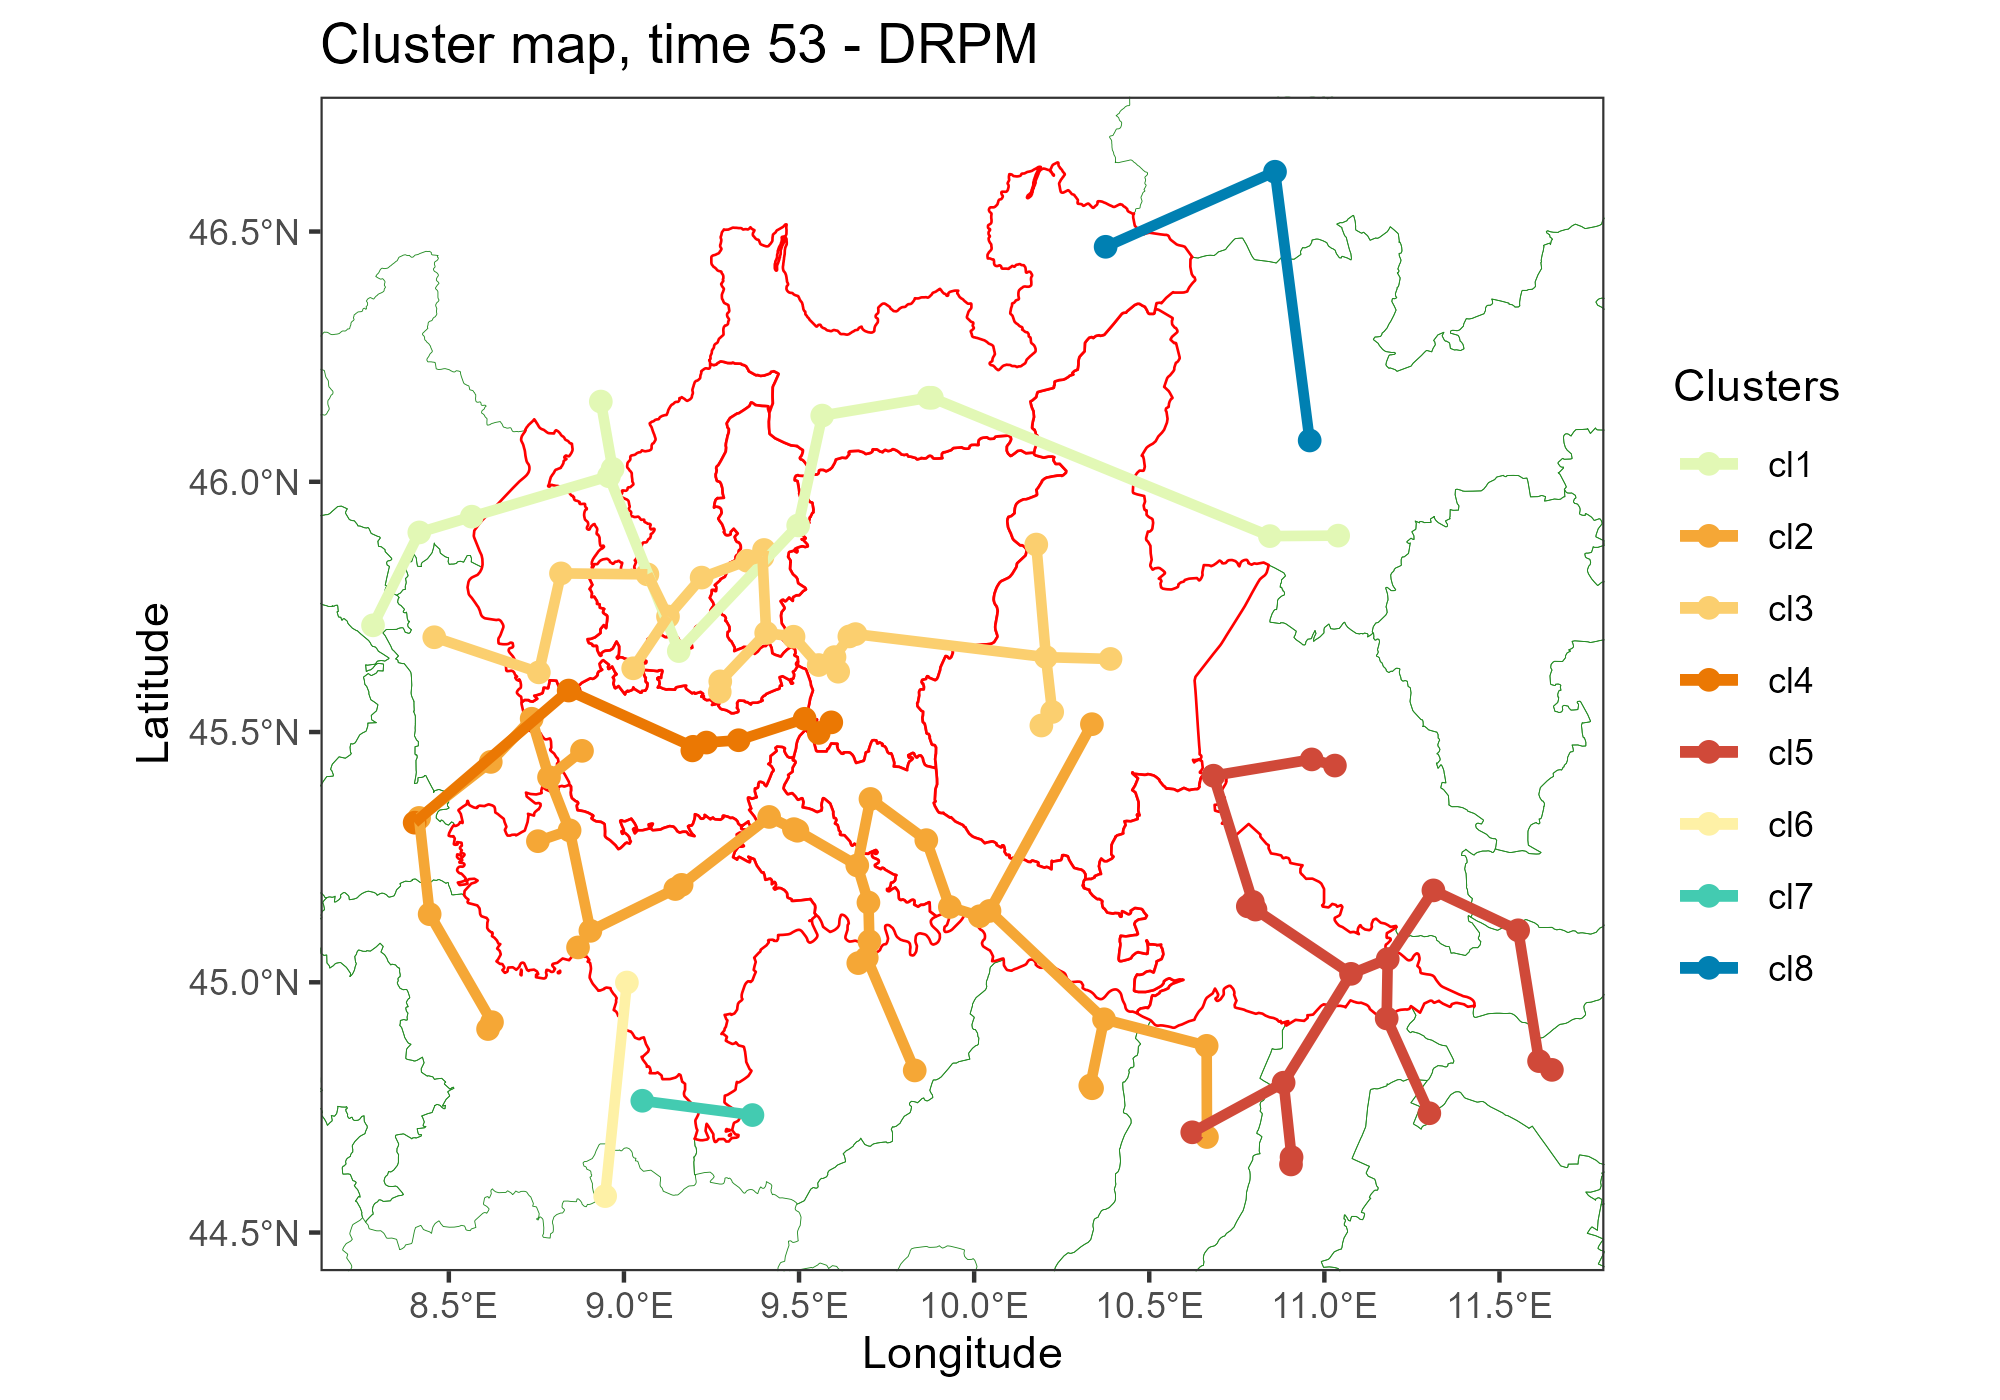 Cluster map, time 53 - DRPM
46.5°N
46.0°N
45.5°N
45.0°N
44.5°N
Latitude
8.5°E
9.0°E
9.5°E
10.0°E
10.5°E
11.0°E
11.5°E
Longitude
Clusters
cl1
cl2
cl3
cl4
cl5
cl6
cl7
cl8